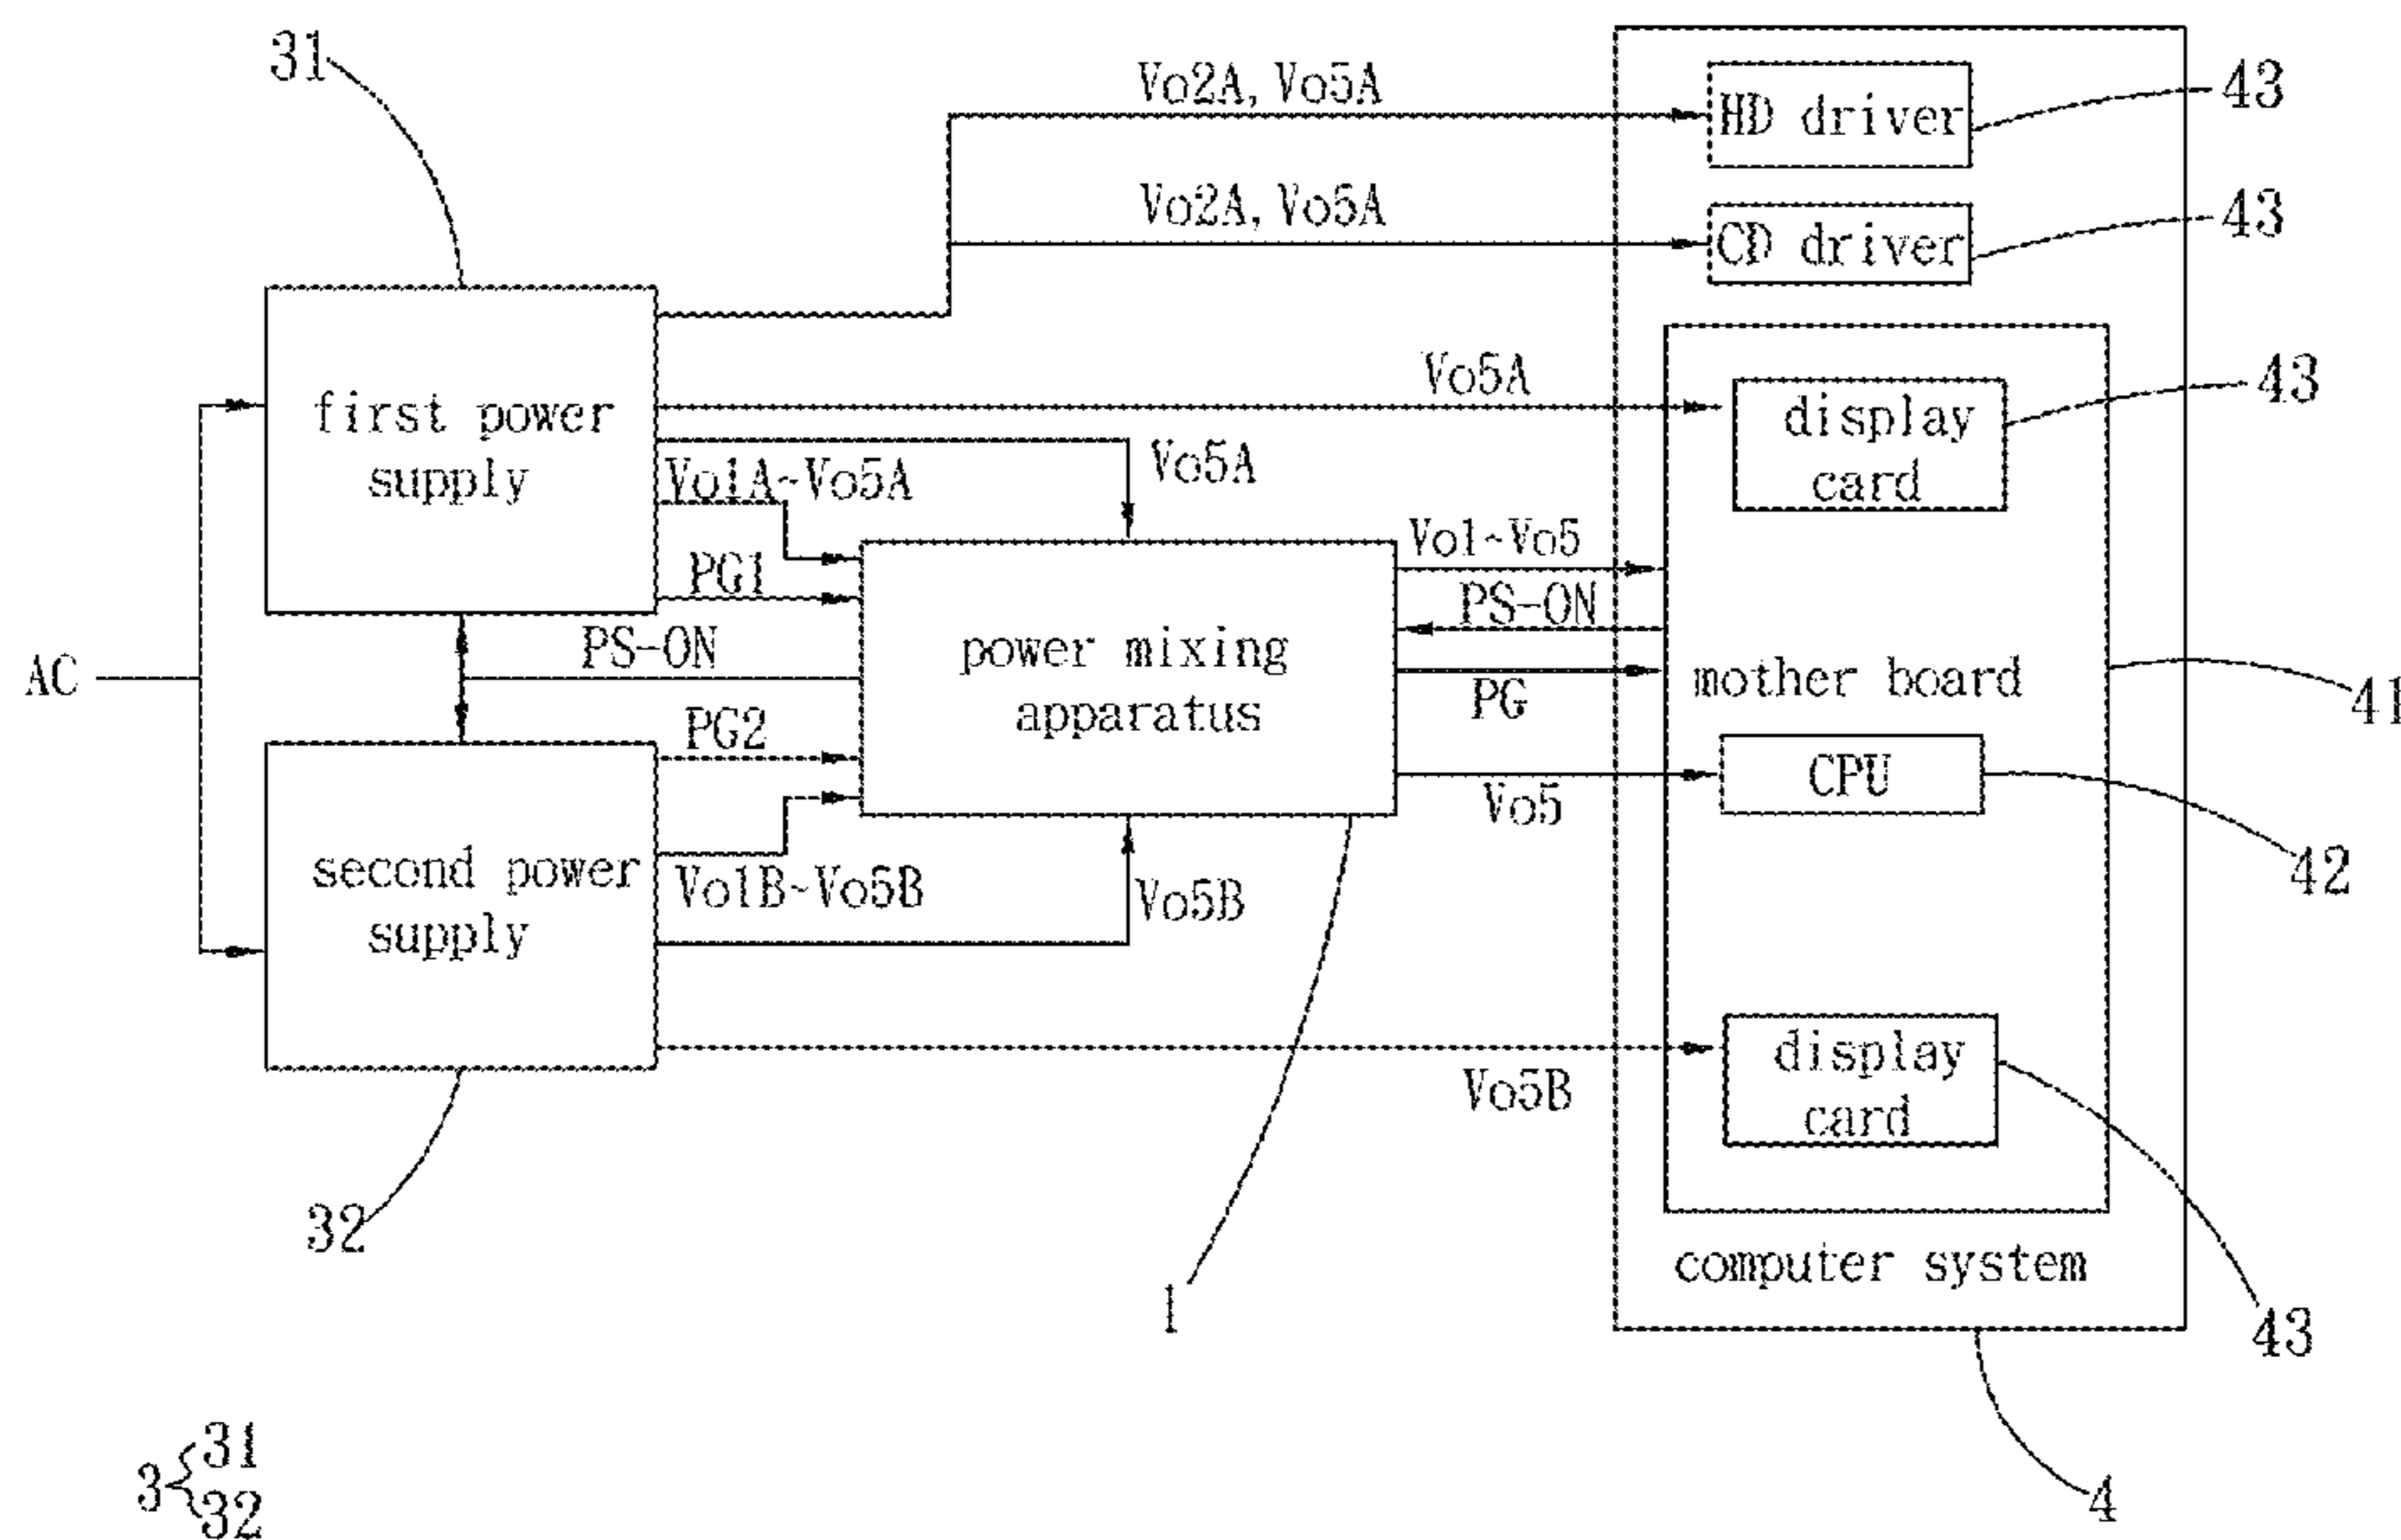 31
Vo2A, Vo5A
HD driver
43
Vo2A, Vo5A
CD driver
43
first power
supply
Vo5A
display
card
43
Vo1A~Vo5A
Vo5A
PG1
Vo1~Vo5
PS-ON
AC
PS-ON
power mixing
apparatus
PG
mother board
41
PG2
Vo5
CPU
42
second power
supply
Vo1B~Vo5B
Vo5B
Vo5B
display
card
43
32
1
computer system
4
3
31
32